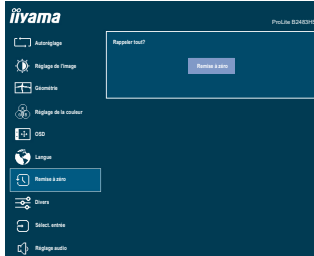 iiyama
ProLite B2483HS
Autoréglage
Rappeler tout?
Remise à zéro
Réglage de l'image
Géométrie
Réglage de la couleur
OSD
Langue
Remise à zéro
Divers
Sélect. entrée
Réglage audio